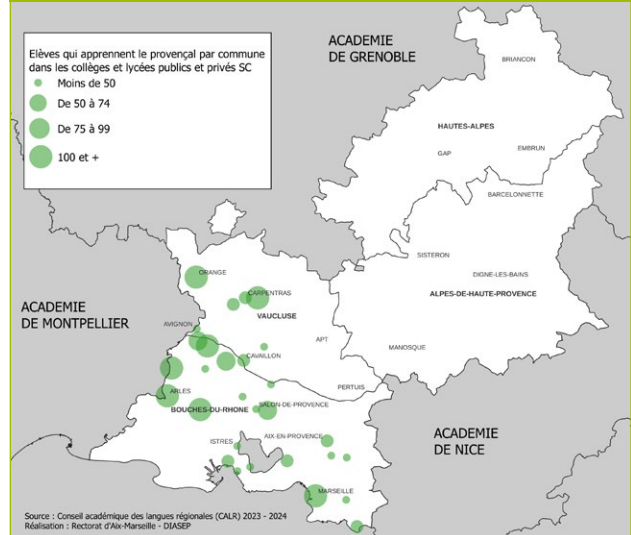 Elèves qui apprennent le provençal par commune
dans les collèges et lycées publics et privés SC
Moins de 50
De 50 à 74
De 75 à 99
100 et +
ACADEMIE
DE GRENOBLE
BRIANCON
HAUTES-ALPES
GAP
EMBRUN
BARCELONNETTE
SISTERON
DIGNE-LES-BAINS
ALPES-DE-HAUTE-PROVENCE
MANOSQUE
ORANGE
CARPENTRAS
VAUCLUSE
ACADEMIE
DE MONTPELLIER
AVIGNON
APT
CAVAILLON
PERTUIS
ARLES
BOUCHES-DU-RHONE
SALON-DE-PROVENCE
ISTRES
AIX-EN-PROVENCE
ACADEMIE
DE NICE
MARSEILLE
Source : Conseil académique des langues régionales (CALR) 2023 - 2024
Réalisation : Rectorat d'Aix-Marseille - DIASEP